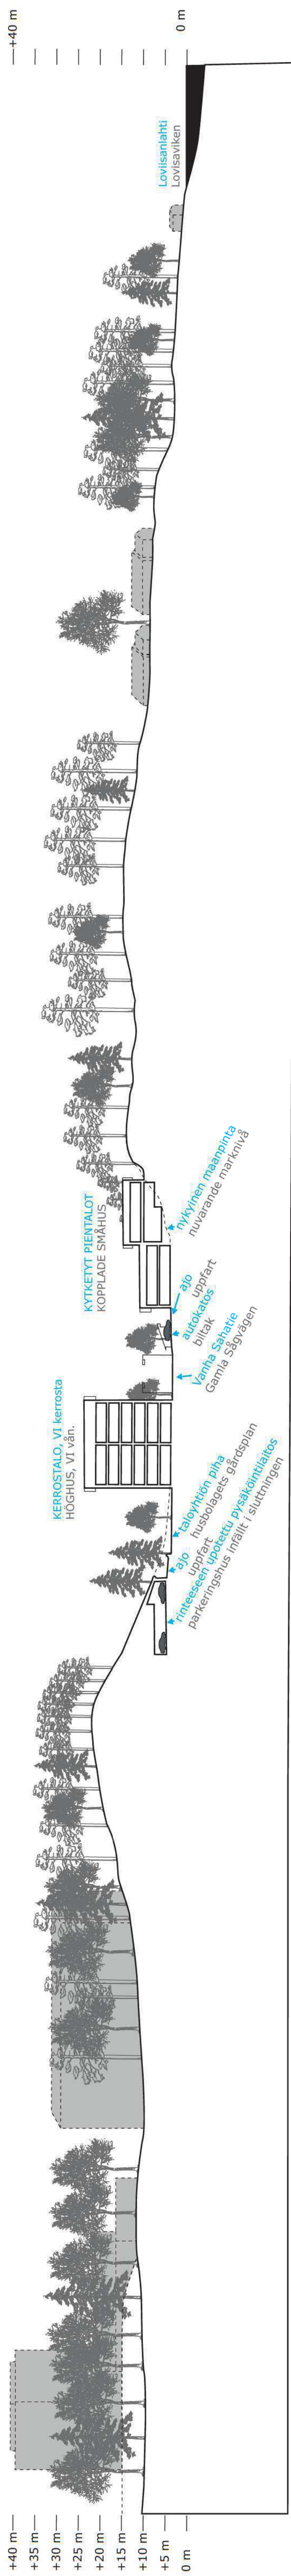 +40 m
+35 m
+30 m
+25 m
+20 m
+15 m
+10 m
+5 m
0 m
rinteeseen upotettu pysäköintilaitos
parkeringshus infällt i sluttningen
ajo
uppfart
taloyhtiön piha
husbolagets gårdsplan
KERROSTALO, VI kerrosta
HÖGHUS, VI vån.
Vanha Sahatie
Gamla Sågvägen
autokatos
biltak
ajo
uppfart
KYTKETYT PIENTALOT
KOPPLADE SMÅHUS
nykyinen maanpinta
nuvarande marknivå
Loviisanlahti
Lovisaviken
+40 m
0 m